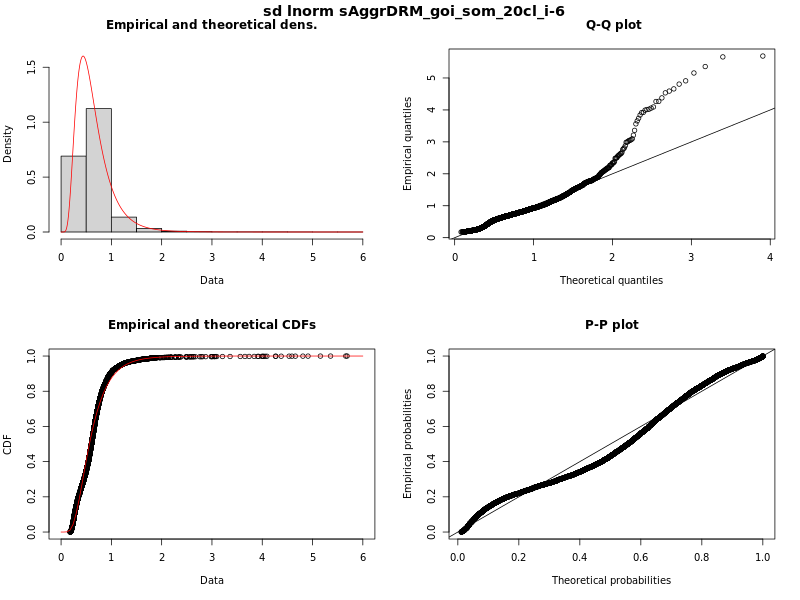 sd lnorm sAggrDRM_goi_som_20cl_i-6
Empirical and theoretical dens.
Density
0.0 0.5 1.0 1.5
0 1 2 3 4 5 6
Data
Q-Q plot
Empirical quantiles
0 1 2 3 4 5
0 1 2 3 4
Theoretical quantiles
Empirical and theoretical CDFs
CDF
0.0 0.2 0.4 0.6 0.8 1.0
0 1 2 3 4 5 6
Data
P-P plot
Empirical probabilities
0.0 0.2 0.4 0.6 0.8 1.0
0.0 0.2 0.4 0.6 0.8 1.0
Theoretical probabilities